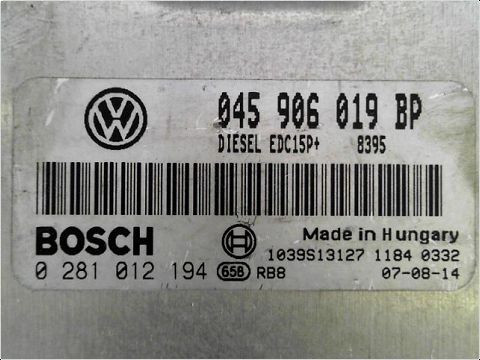 045 906 019 BP
DIESEL EDC15P+ 8395
BOSCH Made in Hungary
1039S13127 1184 0332
0 281 012 194 658 RB8 07-08-14